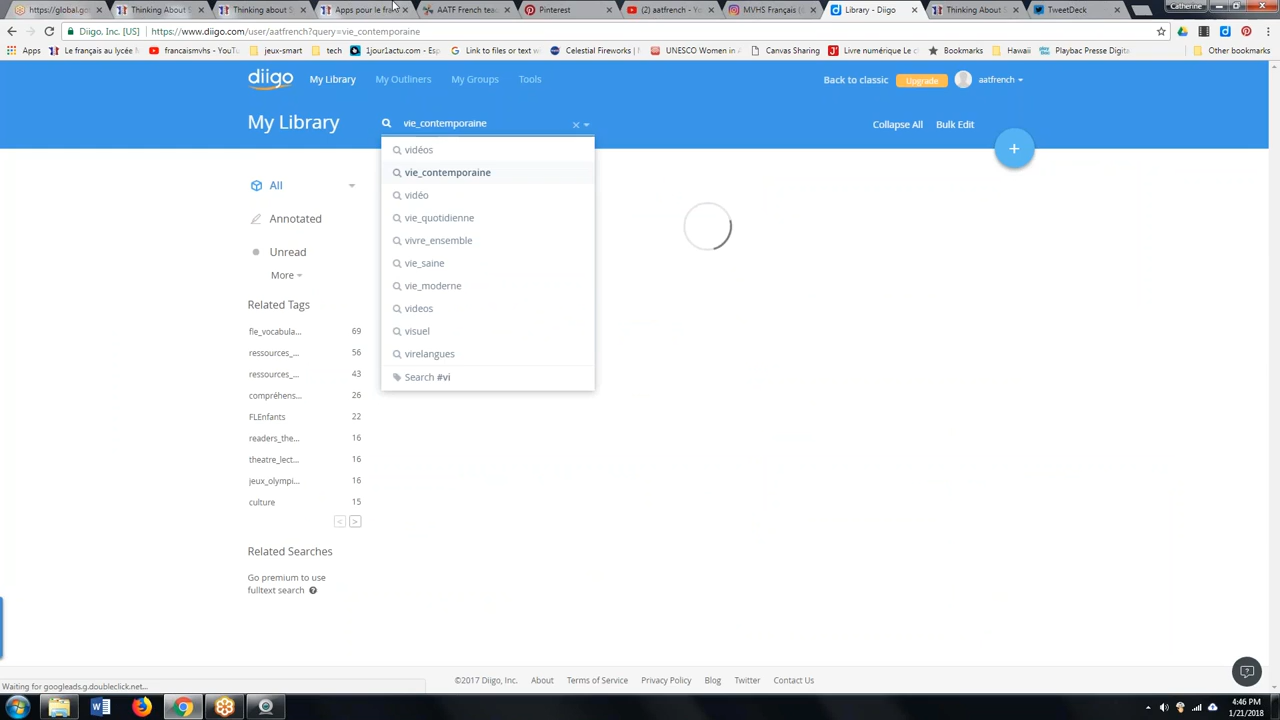 https://global.go
Thinking About S
Thinking about S
Apps pour le fran
AATF French tea
Pinterest
(2) aatfrench - Yo
MVHS Français (
Library - Diigo
Thinking About S
TweetDeck
Catherine
Diigo, Inc. [US] https://www.diigo.com/user/aatfrench?query=vie_contemporaine
Apps
Le français au lycée
francaismvhs - YouTu
jeux-smart
tech
1jour1actu.com - Eur
Link to files or text w
Celestial Fireworks
UNESCO Women in
Canvas Sharing
Livre numérique Le c
Bookmarks
Hawaii
Playbac Presse Digit
Other bookmarks
diigo My Library My Outliners My Groups Tools
Back to classic Upgrade aatfrench
My Library vie_contemporaine Collapse All Bulk Edit
+
vidéos
vie_contemporaine
vidéo
vie_quotidienne
vivre_ensemble
vie_saine
vie_moderne
videos
visuel
virelangues
Search #vi
All
Annotated
Unread
More
Related Tags
fle_vocabula... 69
ressources_... 56
ressources_... 43
compréhens... 26
FLEnfants 22
readers_the... 16
theatre_lect... 16
jeux_olympi... 16
culture 15
< >
Related Searches
Go premium to use
fulltext search ?
©2017 Diigo, Inc. About Terms of Service Privacy Policy Blog Twitter Contact Us
Waiting for googleads.g.doubleclick.net...
4:46 PM
1/21/2018